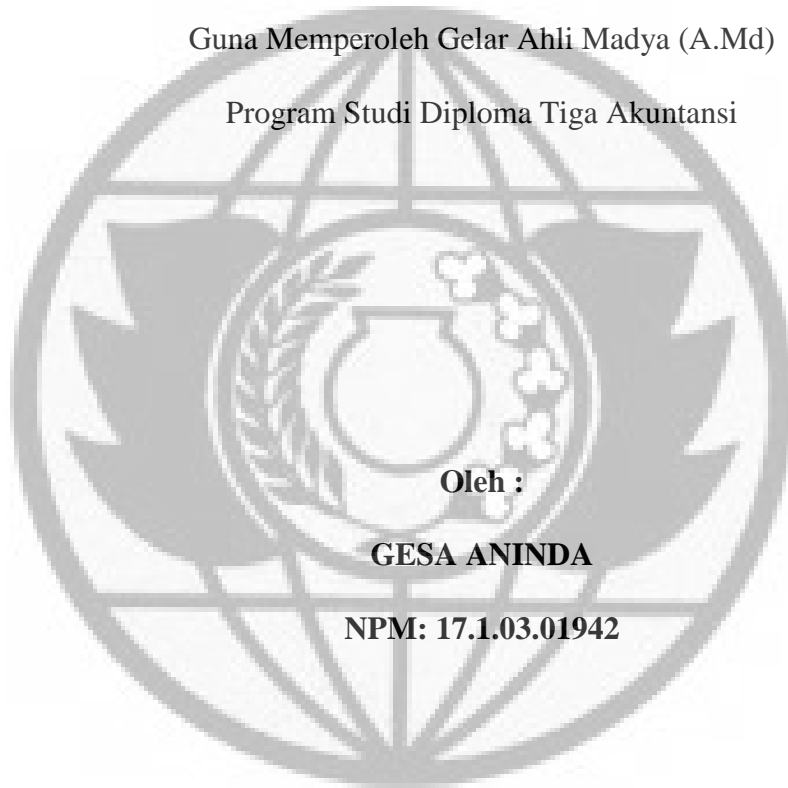 Guna Memperoleh Gelar Ahli Madya (A.Md)
Program Studi Diploma Tiga Akuntansi
Oleh :
GESA ANINDA
NPM: 17.1.03.01942